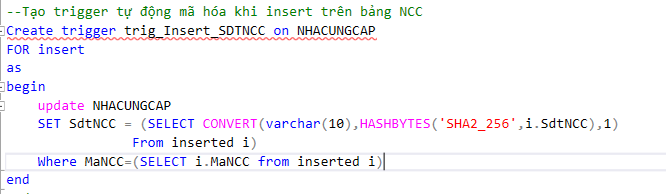 --Tạo trigger tự động mã hóa khi insert trên bảng NCC
Create trigger trig_Insert_SDTNCC on NHACUNGCAP
FOR insert
as
begin
update NHACUNGCAP
SET SdtNCC = (SELECT CONVERT(varchar(10),HASHBYTES('SHA2_256',i.SdtNCC),1)
From inserted i)
Where MaNCC=(SELECT i.MaNCC from inserted i)
end